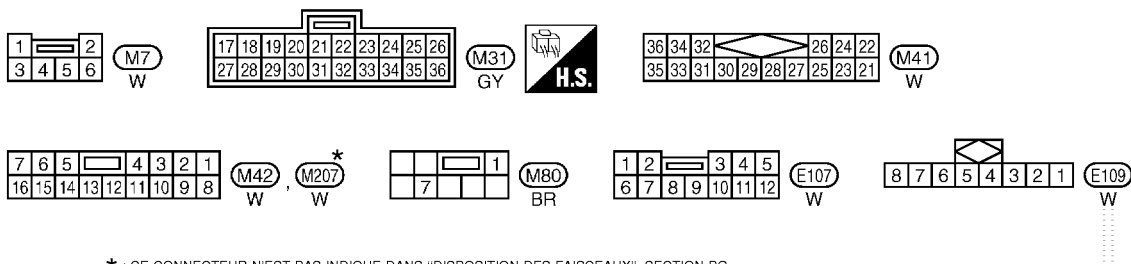 1 2 M7
3 4 5 6 W
17 18 19 20 21 22 23 24 25 26 M31
27 28 29 30 31 32 33 34 35 36 GY
H.S.
36 34 32 26 24 22 M41
35 33 31 30 29 28 27 25 23 21 W
7 6 5 4 3 2 1 M42 , M207 *
16 15 14 13 12 11 10 9 8 W W
1 M80
7 BR
1 2 3 4 5 E107
6 7 8 9 10 11 12 W
8 7 6 5 4 3 2 1 E109
W
* : CE CONNECTEUR N'EST PAS INDIQUE DANS "DISPOSITION DES FAISCEAUX", SECTION PG